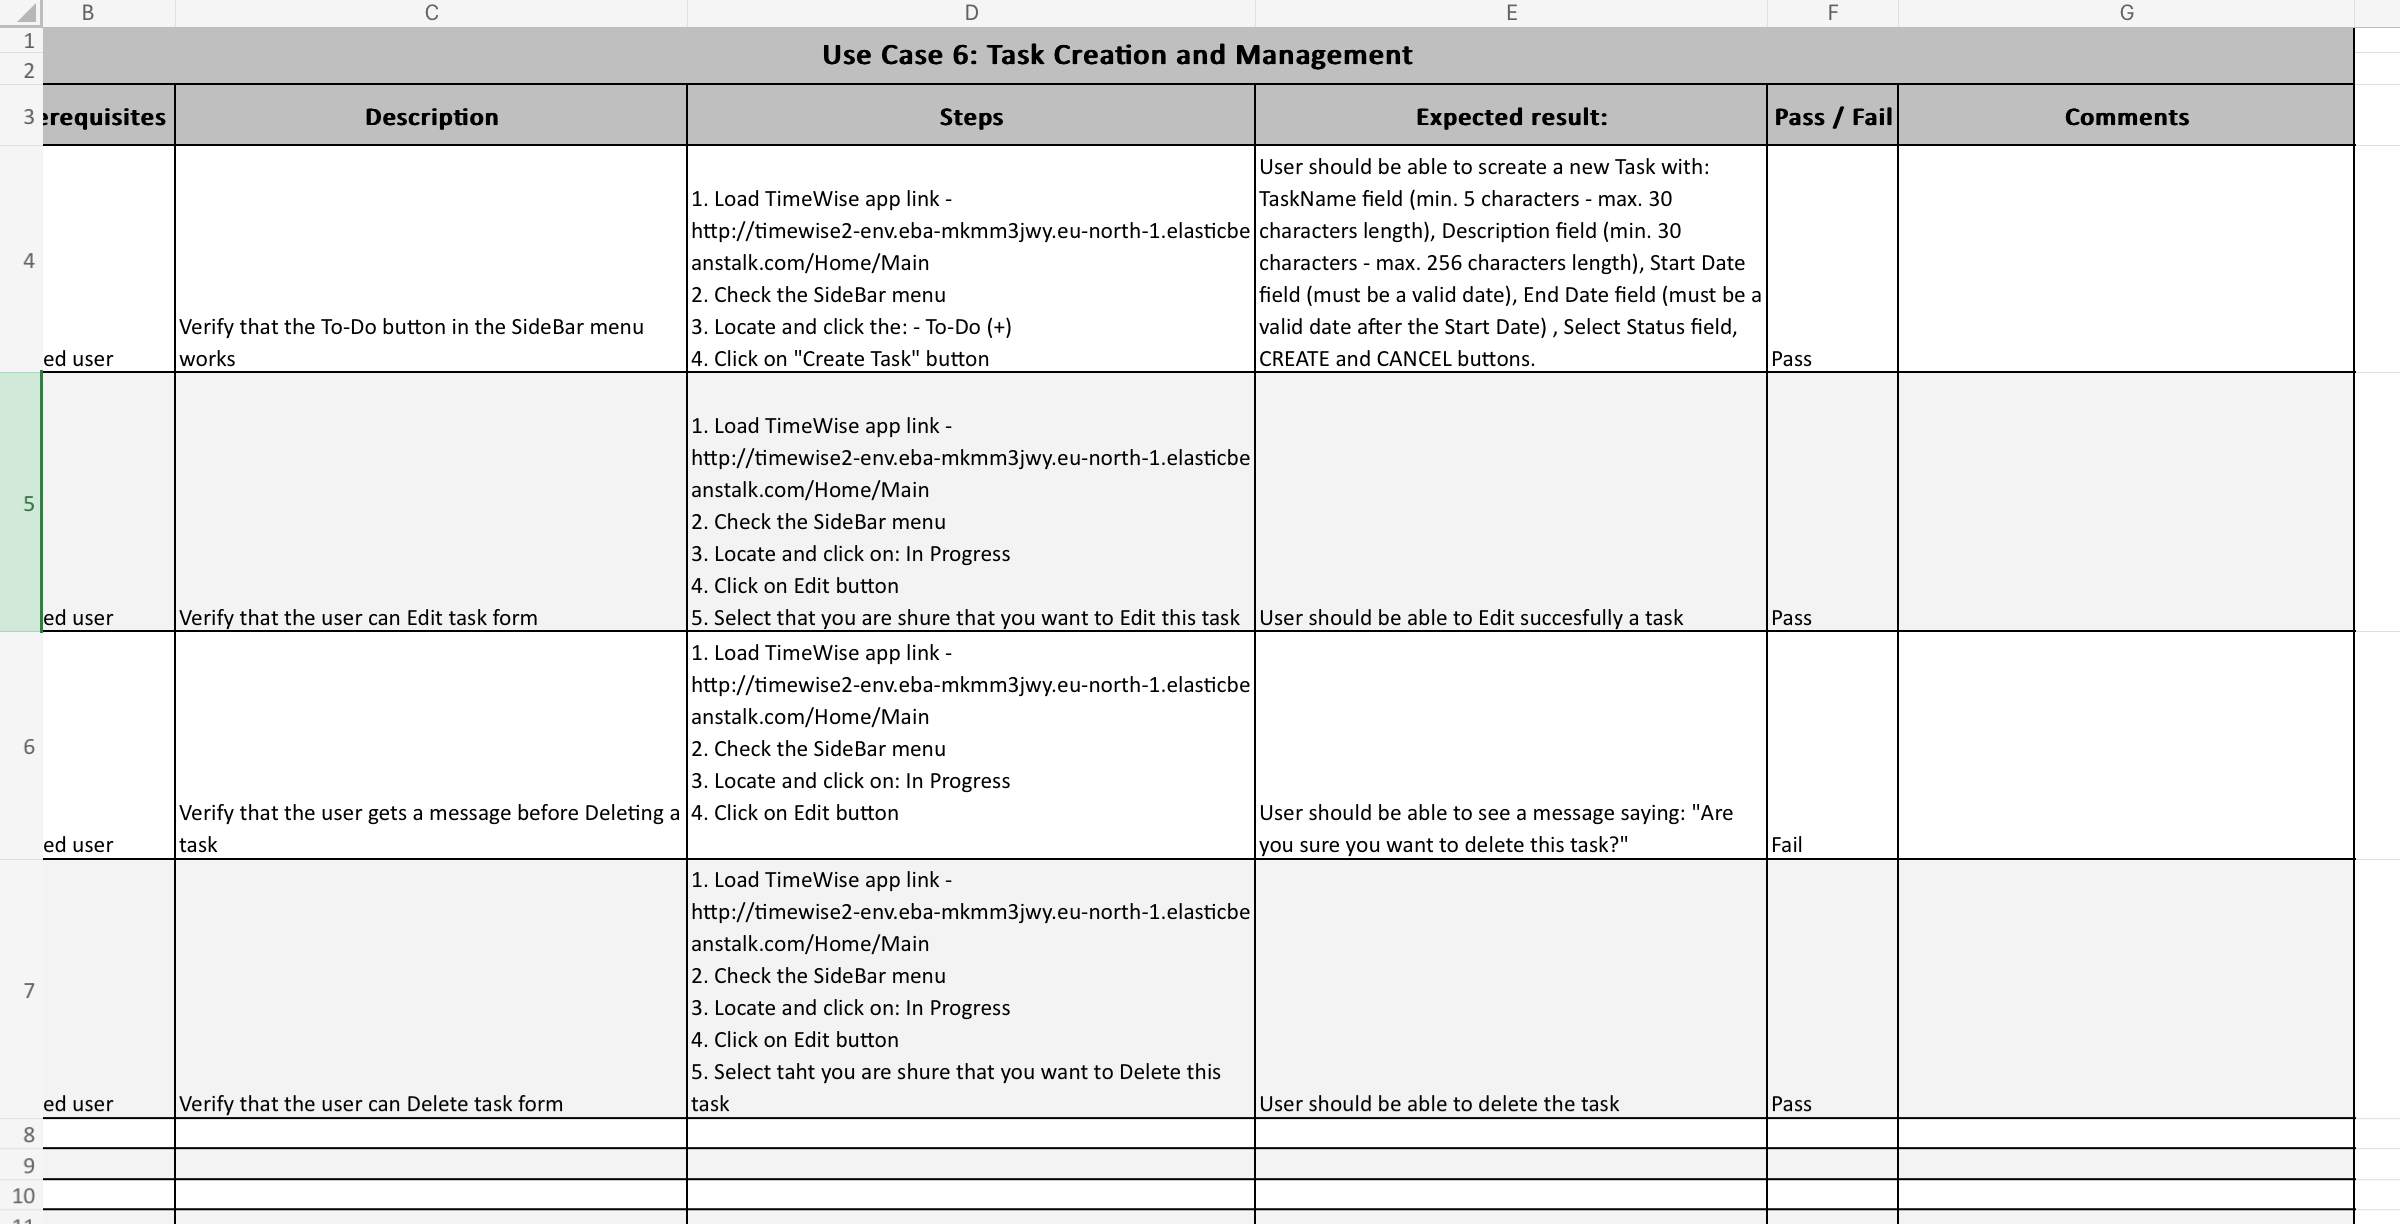 B C D E F G
1
2
Use Case 6: Task Creation and Management
3 erequisites Description Steps Expected result: Pass / Fail Comments
4
ed user
Verify that the To-Do button in the SideBar menu
works
1. Load TimeWise app link -
http://timewise2-env.eba-mkmm3jwy.eu-north-1.elasticbe
anstalk.com/Home/Main
2. Check the SideBar menu
3. Locate and click the: - To-Do (+)
4. Click on "Create Task" button
User should be able to screate a new Task with:
TaskName field (min. 5 characters - max. 30
characters length), Description field (min. 30
characters - max. 256 characters length), Start Date
field (must be a valid date), End Date field (must be a
valid date after the Start Date) , Select Status field,
CREATE and CANCEL buttons.
Pass
5
ed user
Verify that the user can Edit task form
1. Load TimeWise app link -
http://timewise2-env.eba-mkmm3jwy.eu-north-1.elasticbe
anstalk.com/Home/Main
2. Check the SideBar menu
3. Locate and click on: In Progress
4. Click on Edit button
5. Select that you are shure that you want to Edit this task
User should be able to Edit succesfully a task
Pass
6
ed user
Verify that the user gets a message before Deleting a
task
1. Load TimeWise app link -
http://timewise2-env.eba-mkmm3jwy.eu-north-1.elasticbe
anstalk.com/Home/Main
2. Check the SideBar menu
3. Locate and click on: In Progress
4. Click on Edit button
User should be able to see a message saying: "Are
you sure you want to delete this task?"
Fail
7
ed user
Verify that the user can Delete task form
1. Load TimeWise app link -
http://timewise2-env.eba-mkmm3jwy.eu-north-1.elasticbe
anstalk.com/Home/Main
2. Check the SideBar menu
3. Locate and click on: In Progress
4. Click on Edit button
5. Select taht you are shure that you want to Delete this
task
User should be able to delete the task
Pass
8
9
10
11